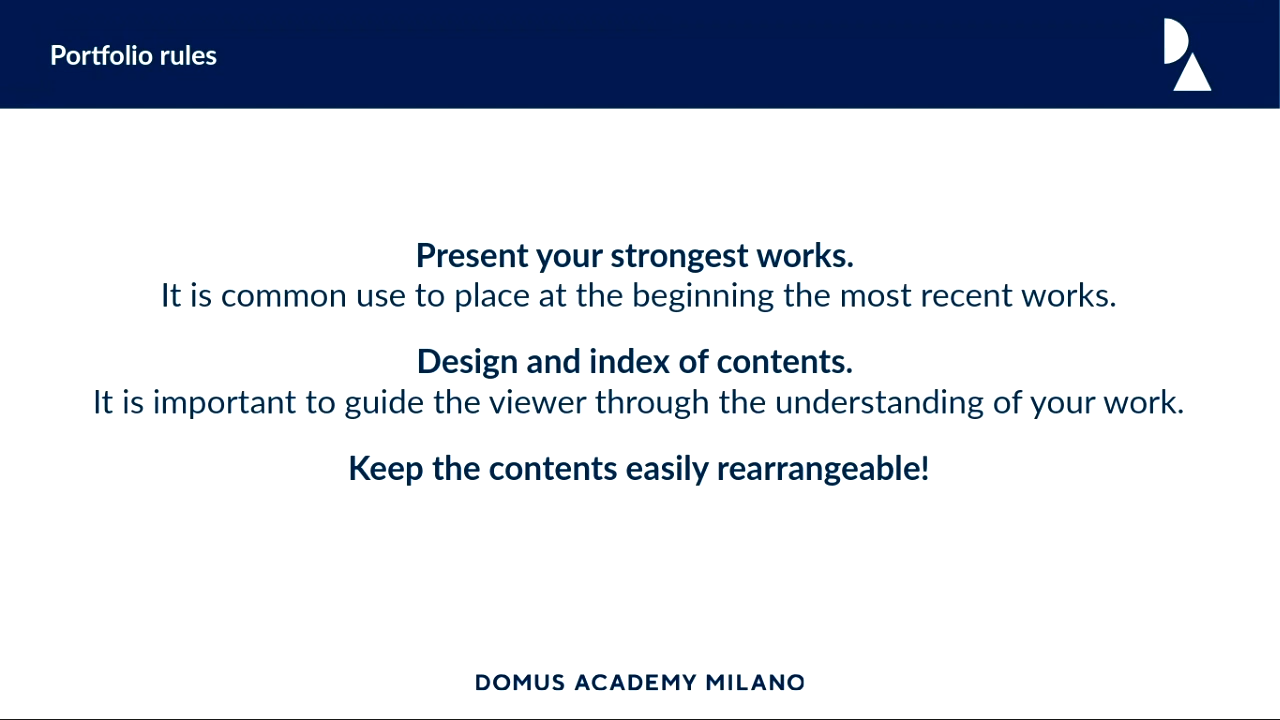 Portfolio rules
Present your strongest works.
It is common use to place at the beginning the most recent works.
Design and index of contents.
It is important to guide the viewer through the understanding of your work.
Keep the contents easily rearrangeable!
DOMUS ACADEMY MILANO